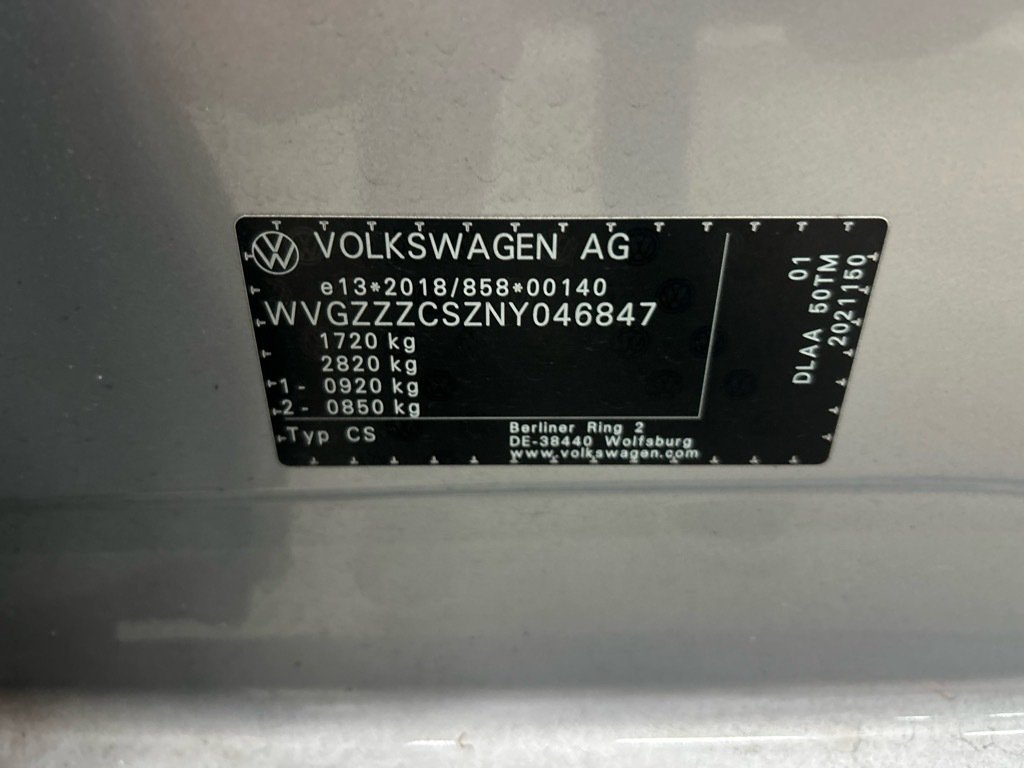 VOLKSWAGEN AG
e13*2018/858*00140
WVGZZZCSZNY046847
1720 kg
2820 kg
1- 0920 kg
2- 0850 kg
Typ CS
Berliner Ring 2
DE-38440 Wolfsburg
www.volkswagen.com
01
DLAA 50TM
2021150